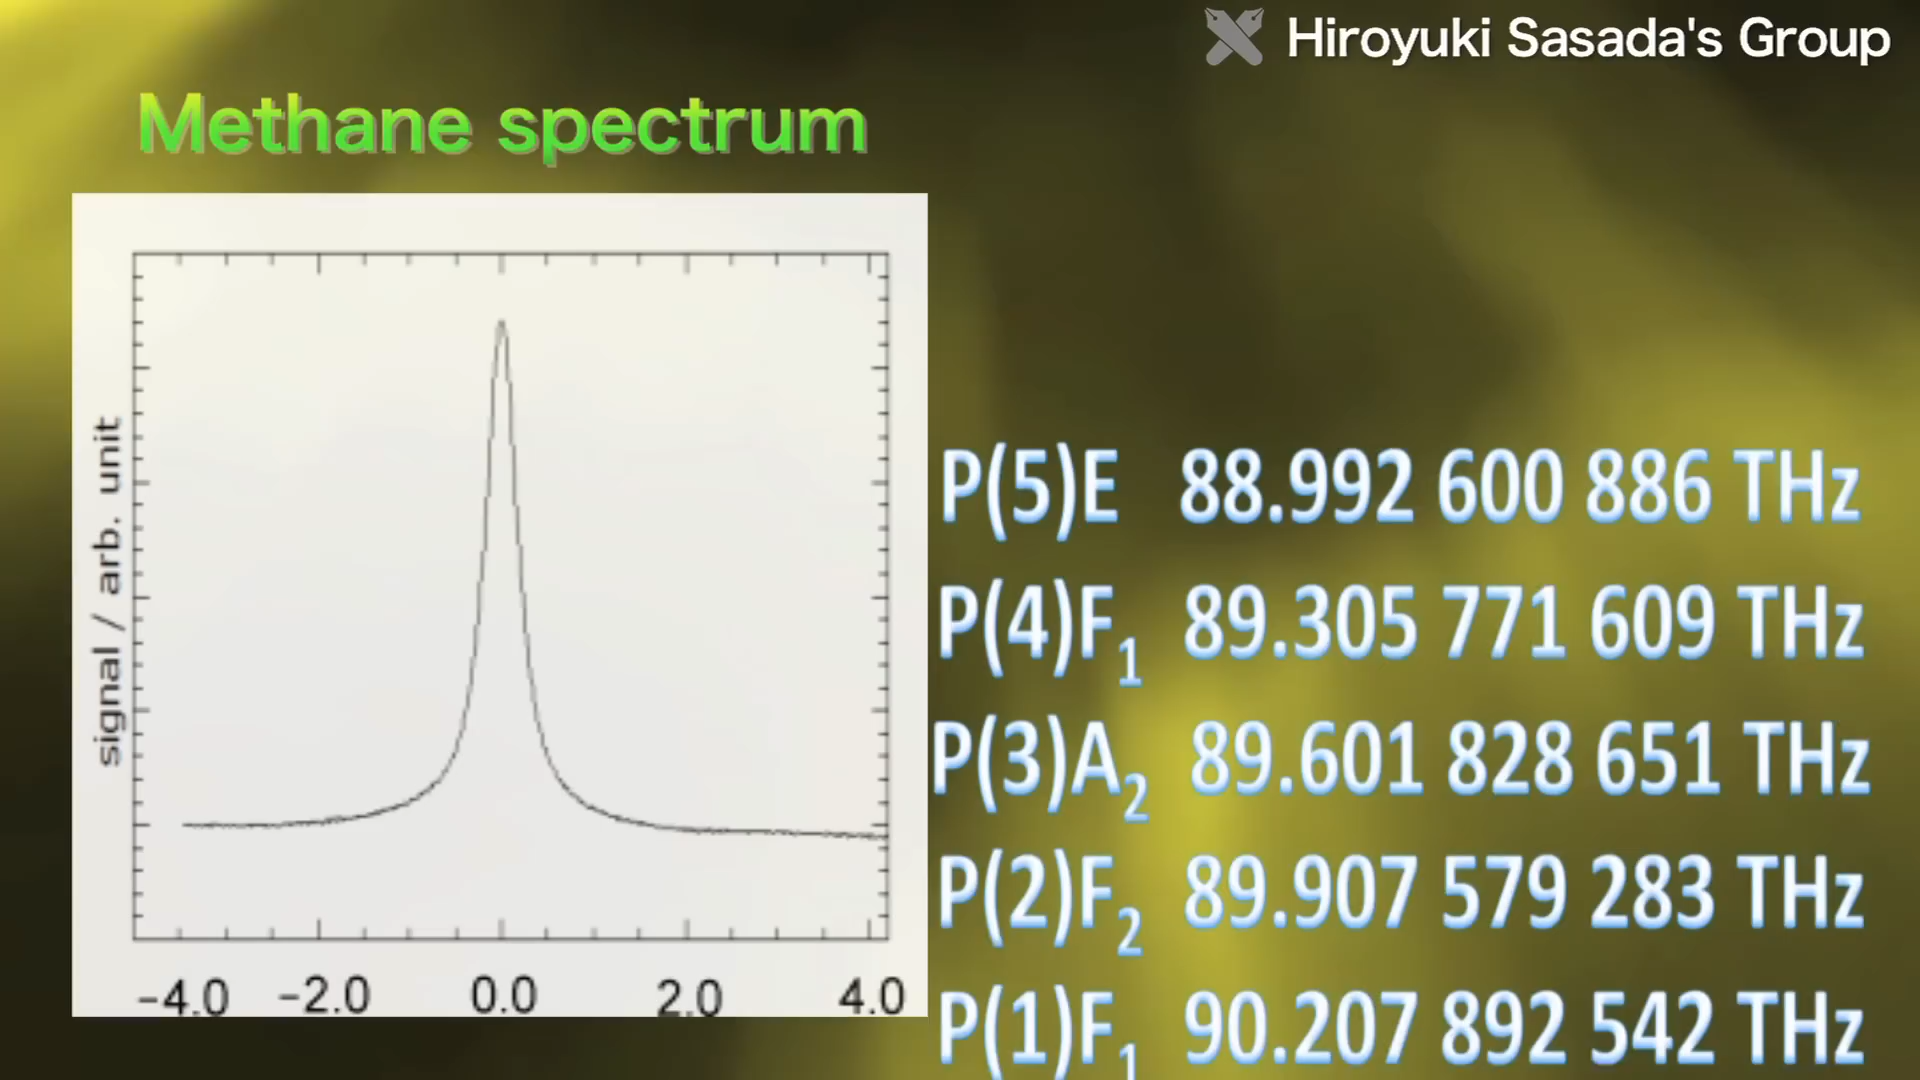 Hiroyuki Sasada's Group
Methane spectrum
signal / arb. unit
-4.0 -2.0 0.0 2.0 4.0
P(5)E 88.992 600 886 THz
P(4)F₁ 89.305 771 609 THz
P(3)A₂ 89.601 828 651 THz
P(2)F₂ 89.907 579 283 THz
P(1)F₁ 90.207 892 542 THz